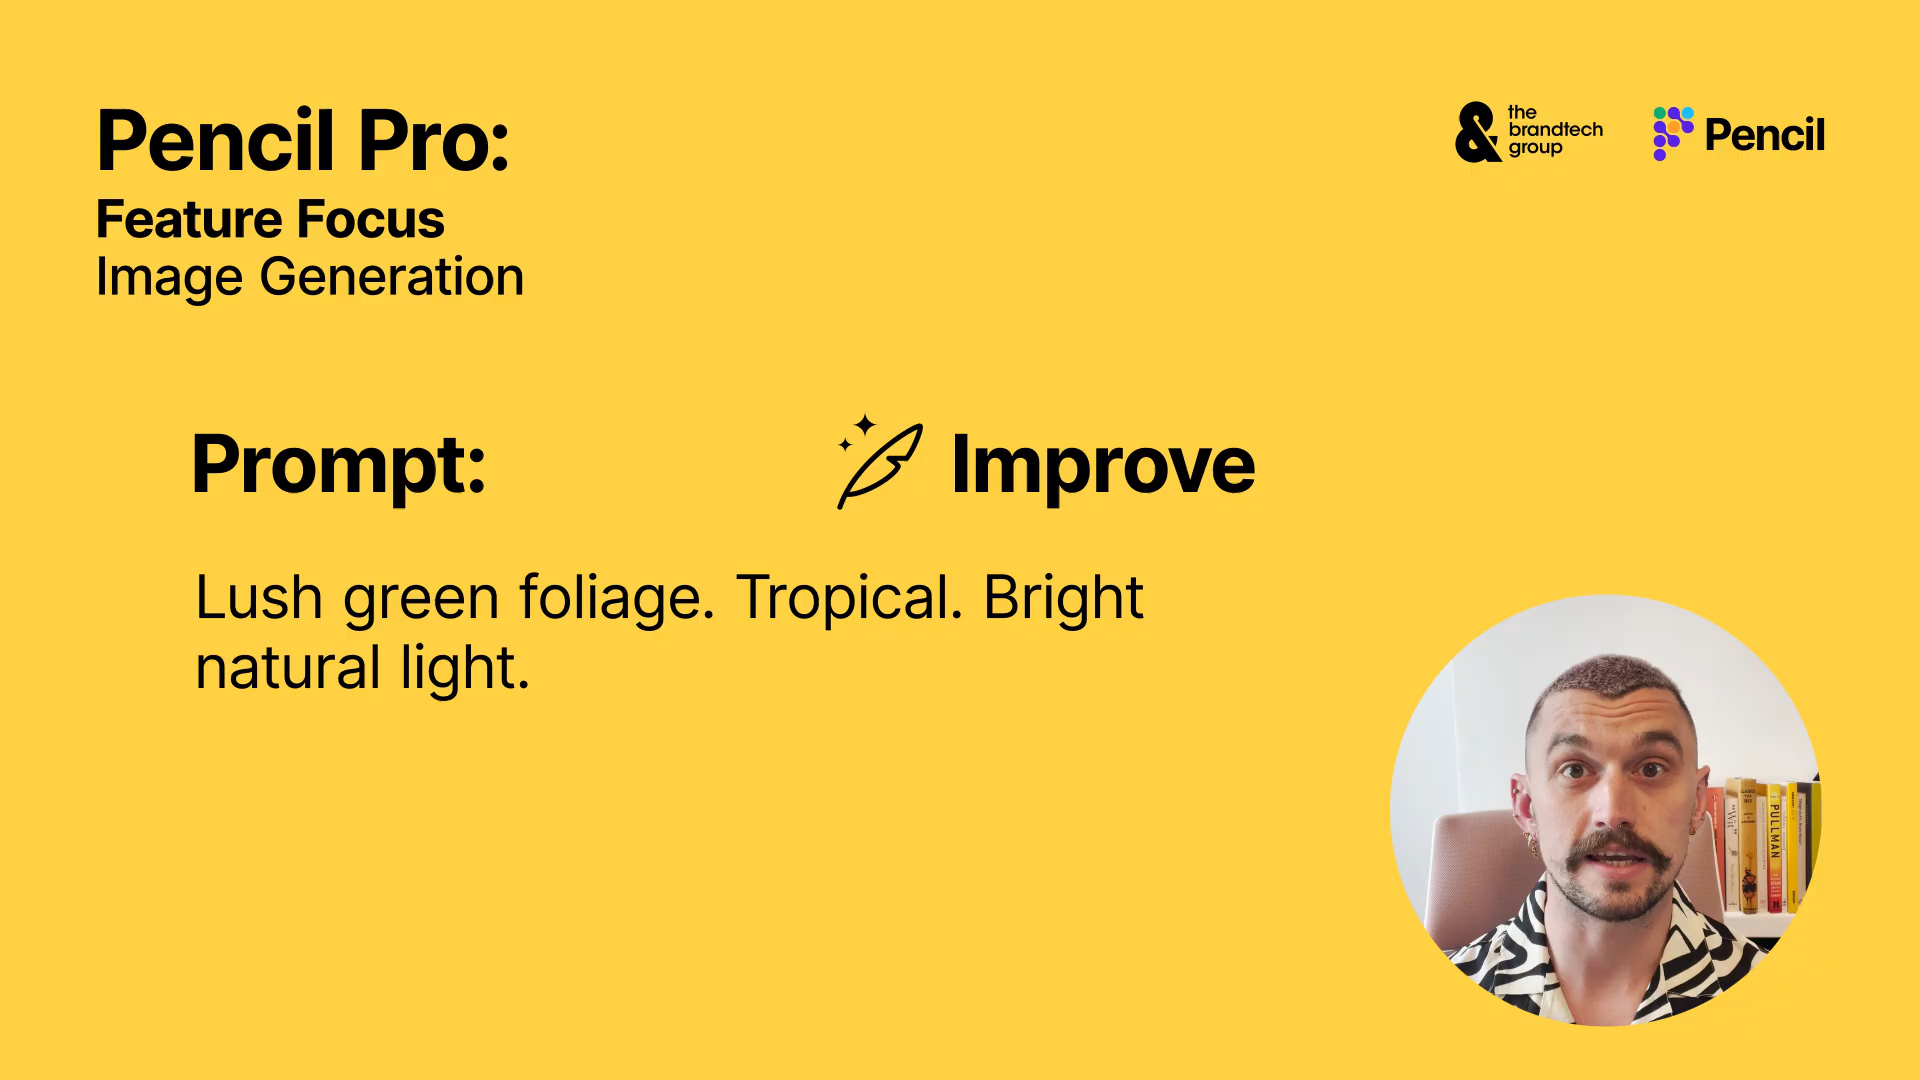 Pencil Pro:
Feature Focus
Image Generation
the
brandtech
group
Pencil
Prompt:
Improve
Lush green foliage. Tropical. Bright
natural light.
PULLMAN